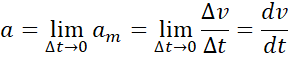 a = lim_{Δt→0} a_m = lim_{Δt→0} Δv/Δt = dv/dt